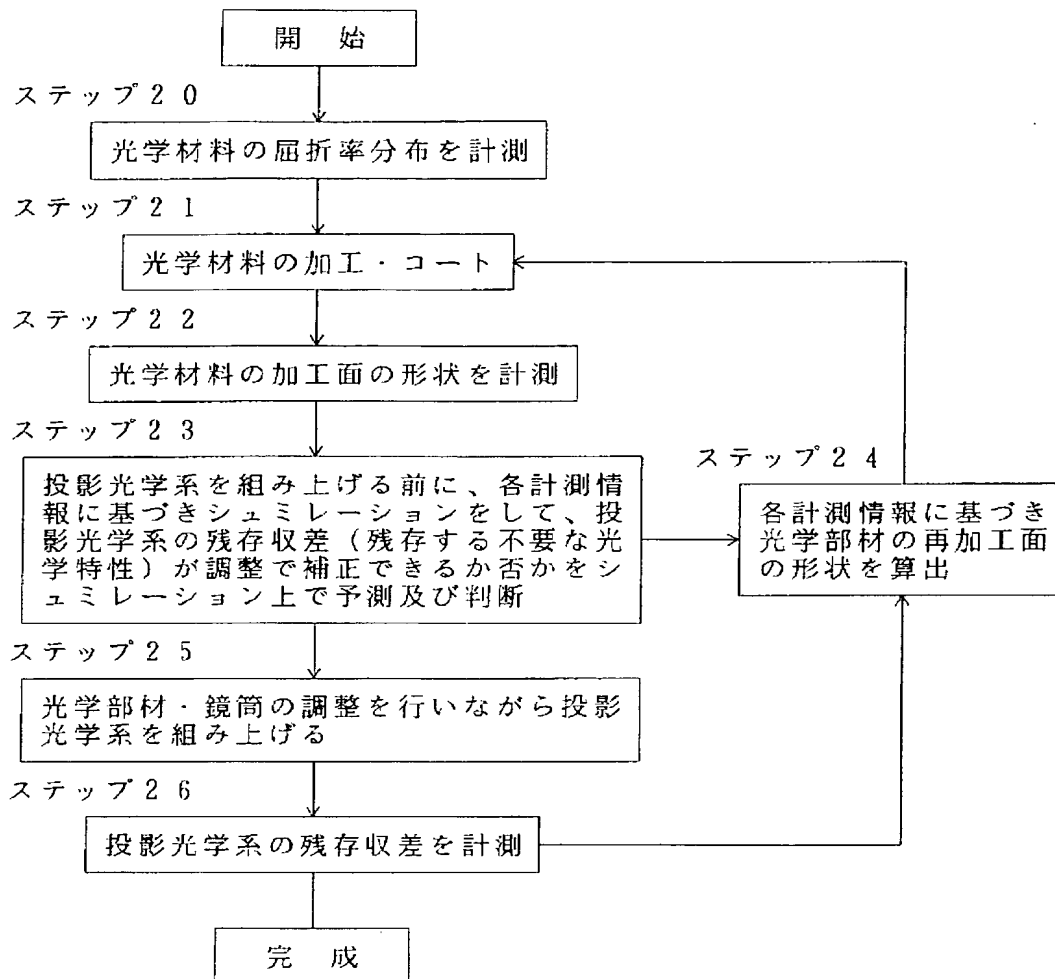 開 始
ステップ20
光学材料の屈折率分布を計測
ステップ21
光学材料の加工・コート
ステップ22
光学材料の加工面の形状を計測
ステップ23
投影光学系を組み上げる前に、各計測情
報に基づきシュミレーションをして、投
影光学系の残存収差(残存する不要な光
学特性)が調整で補正できるか否かをシ
ュミレーション上で予測及び判断
ステップ24
各計測情報に基づき
光学部材の再加工面
の形状を算出
ステップ25
光学部材・鏡筒の調整を行いながら投影
光学系を組み上げる
ステップ26
投影光学系の残存収差を計測
完 成